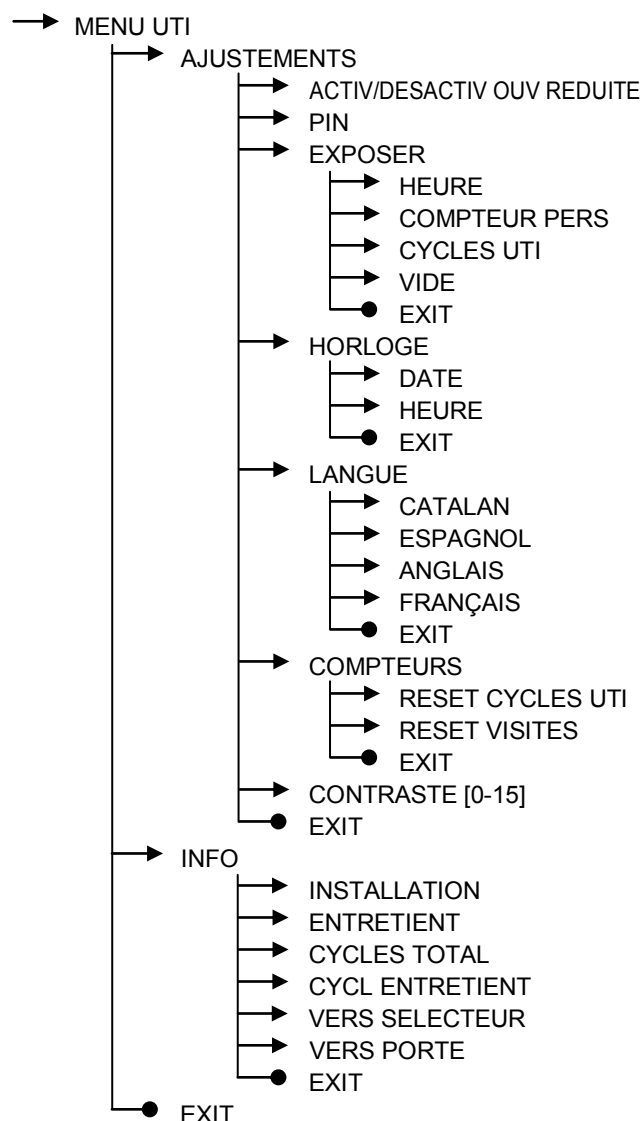 MENU UTI
AJUSTEMENTS
ACTIV/DESACTIV OUV REDUITE
PIN
EXPOSER
HEURE
COMPTEUR PERS
CYCLES UTI
VIDE
EXIT
HORLOGE
DATE
HEURE
EXIT
LANGUE
CATALAN
ESPAGNOL
ANGLAIS
FRANÇAIS
EXIT
COMPTEURS
RESET CYCLES UTI
RESET VISITES
EXIT
CONTRASTE [0-15]
EXIT
INFO
INSTALLATION
ENTRETIENT
CYCLES TOTAL
CYCL ENTRETIENT
VERS SELECTEUR
VERS PORTE
EXIT
EXIT